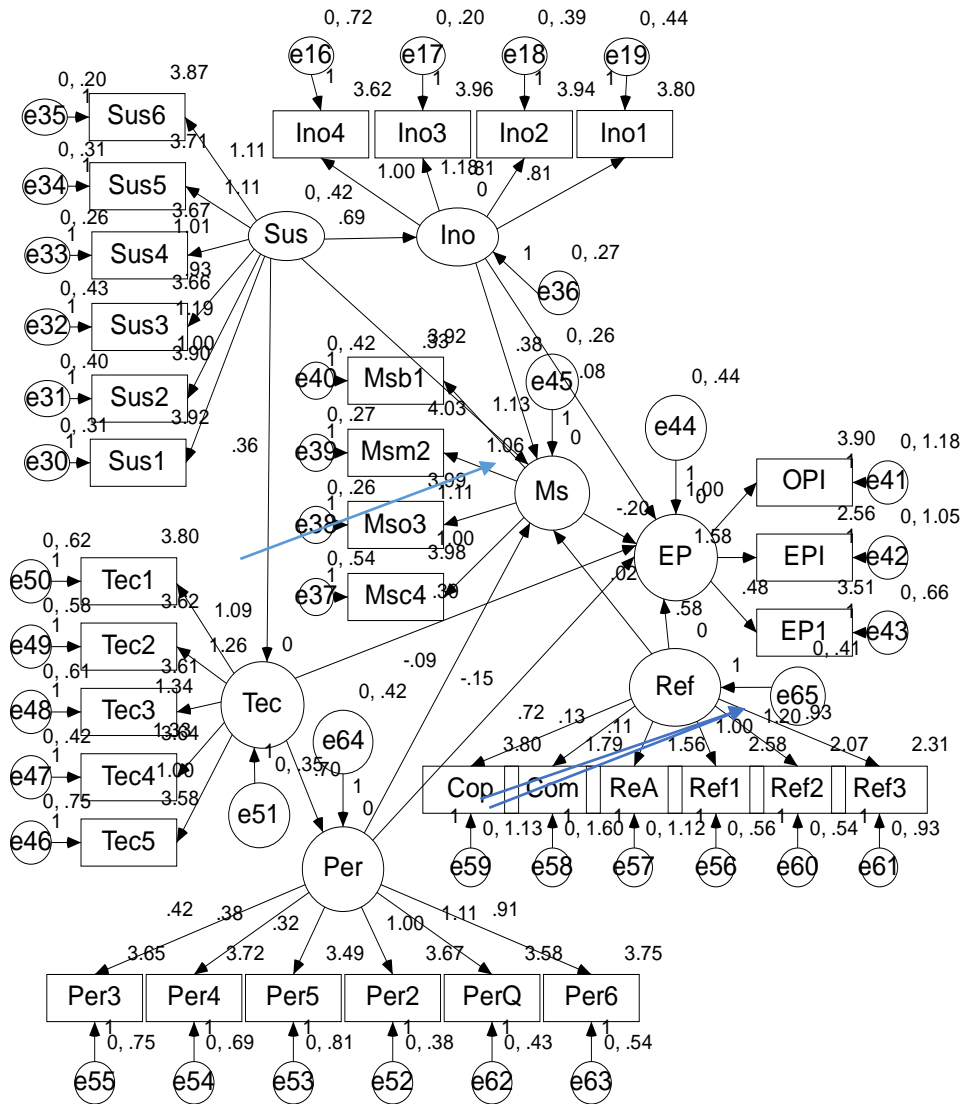 0, .72 0, .20 0, .39 0, .44
e16 e17 e18 e19
1 1 1 1
3.62 3.96 3.94 3.80
Ino4 Ino3 Ino2 Ino1
1.00 1.18 .81 .81
0, .20 3.87
e35 1 Sus6
0, .31 3.71 1.11
e34 1 Sus5
1.11
0, .26 3.67
e33 1 Sus4
1.01
0, .43 .93 3.66
e32 1 Sus3
1.19
0, .40 1.00 3.90
e31 1 Sus2
0, .31 3.92
e30 1 Sus1
0, .42 0
Sus .69 Ino
1 0, .27
e36
.36 .33 .38 .08
0, .26
e45
1 0
0, .42 3.92
e40 1 Msb1
1.13
0, .27 4.03
e39 1 Msm2
1.06
0, .26 3.99
e38 1 Mso3
1.11
0, .54 1.00 3.98
e37 1 Msc4
.30
Ms
0, .44
e44
1 0
EP
-.20 .02 .58
3.90 0, 1.18
1.00 OPI 1 e41
2.56 0, 1.05
1.58 EPI 1 e42
3.51 0, .66
.48 EP1 1 e43
0, .62 3.80
e50 1 Tec1
1.09
0, .58 3.62
e49 1 Tec2
1.26
0, .61 3.61
e48 1 Tec3
1.34
0, .42 1.33 3.64
e47 1 Tec4
1.00
0, .75 3.58
e46 1 Tec5
0
Tec
1 0, .35
e51
-.09 -.15
.70
0, .42
e64
1 0
Per
0 0, .41
Ref 1 e65
.72 .13 .11 1.00 1.20 .93
3.80 1.79 1.56 2.58 2.07 2.31
Cop Com ReA Ref1 Ref2 Ref3
1 1 1 1 1 1
0, 1.13 0, 1.60 0, 1.12 0, .56 0, .54 0, .93
e59 e58 e57 e56 e60 e61
.42 .38 .32 1.00 1.11 .91
3.65 3.72 3.49 3.67 3.58 3.75
Per3 Per4 Per5 Per2 PerQ Per6
1 1 1 1 1 1
0, .75 0, .69 0, .81 0, .38 0, .43 0, .54
e55 e54 e53 e52 e62 e63